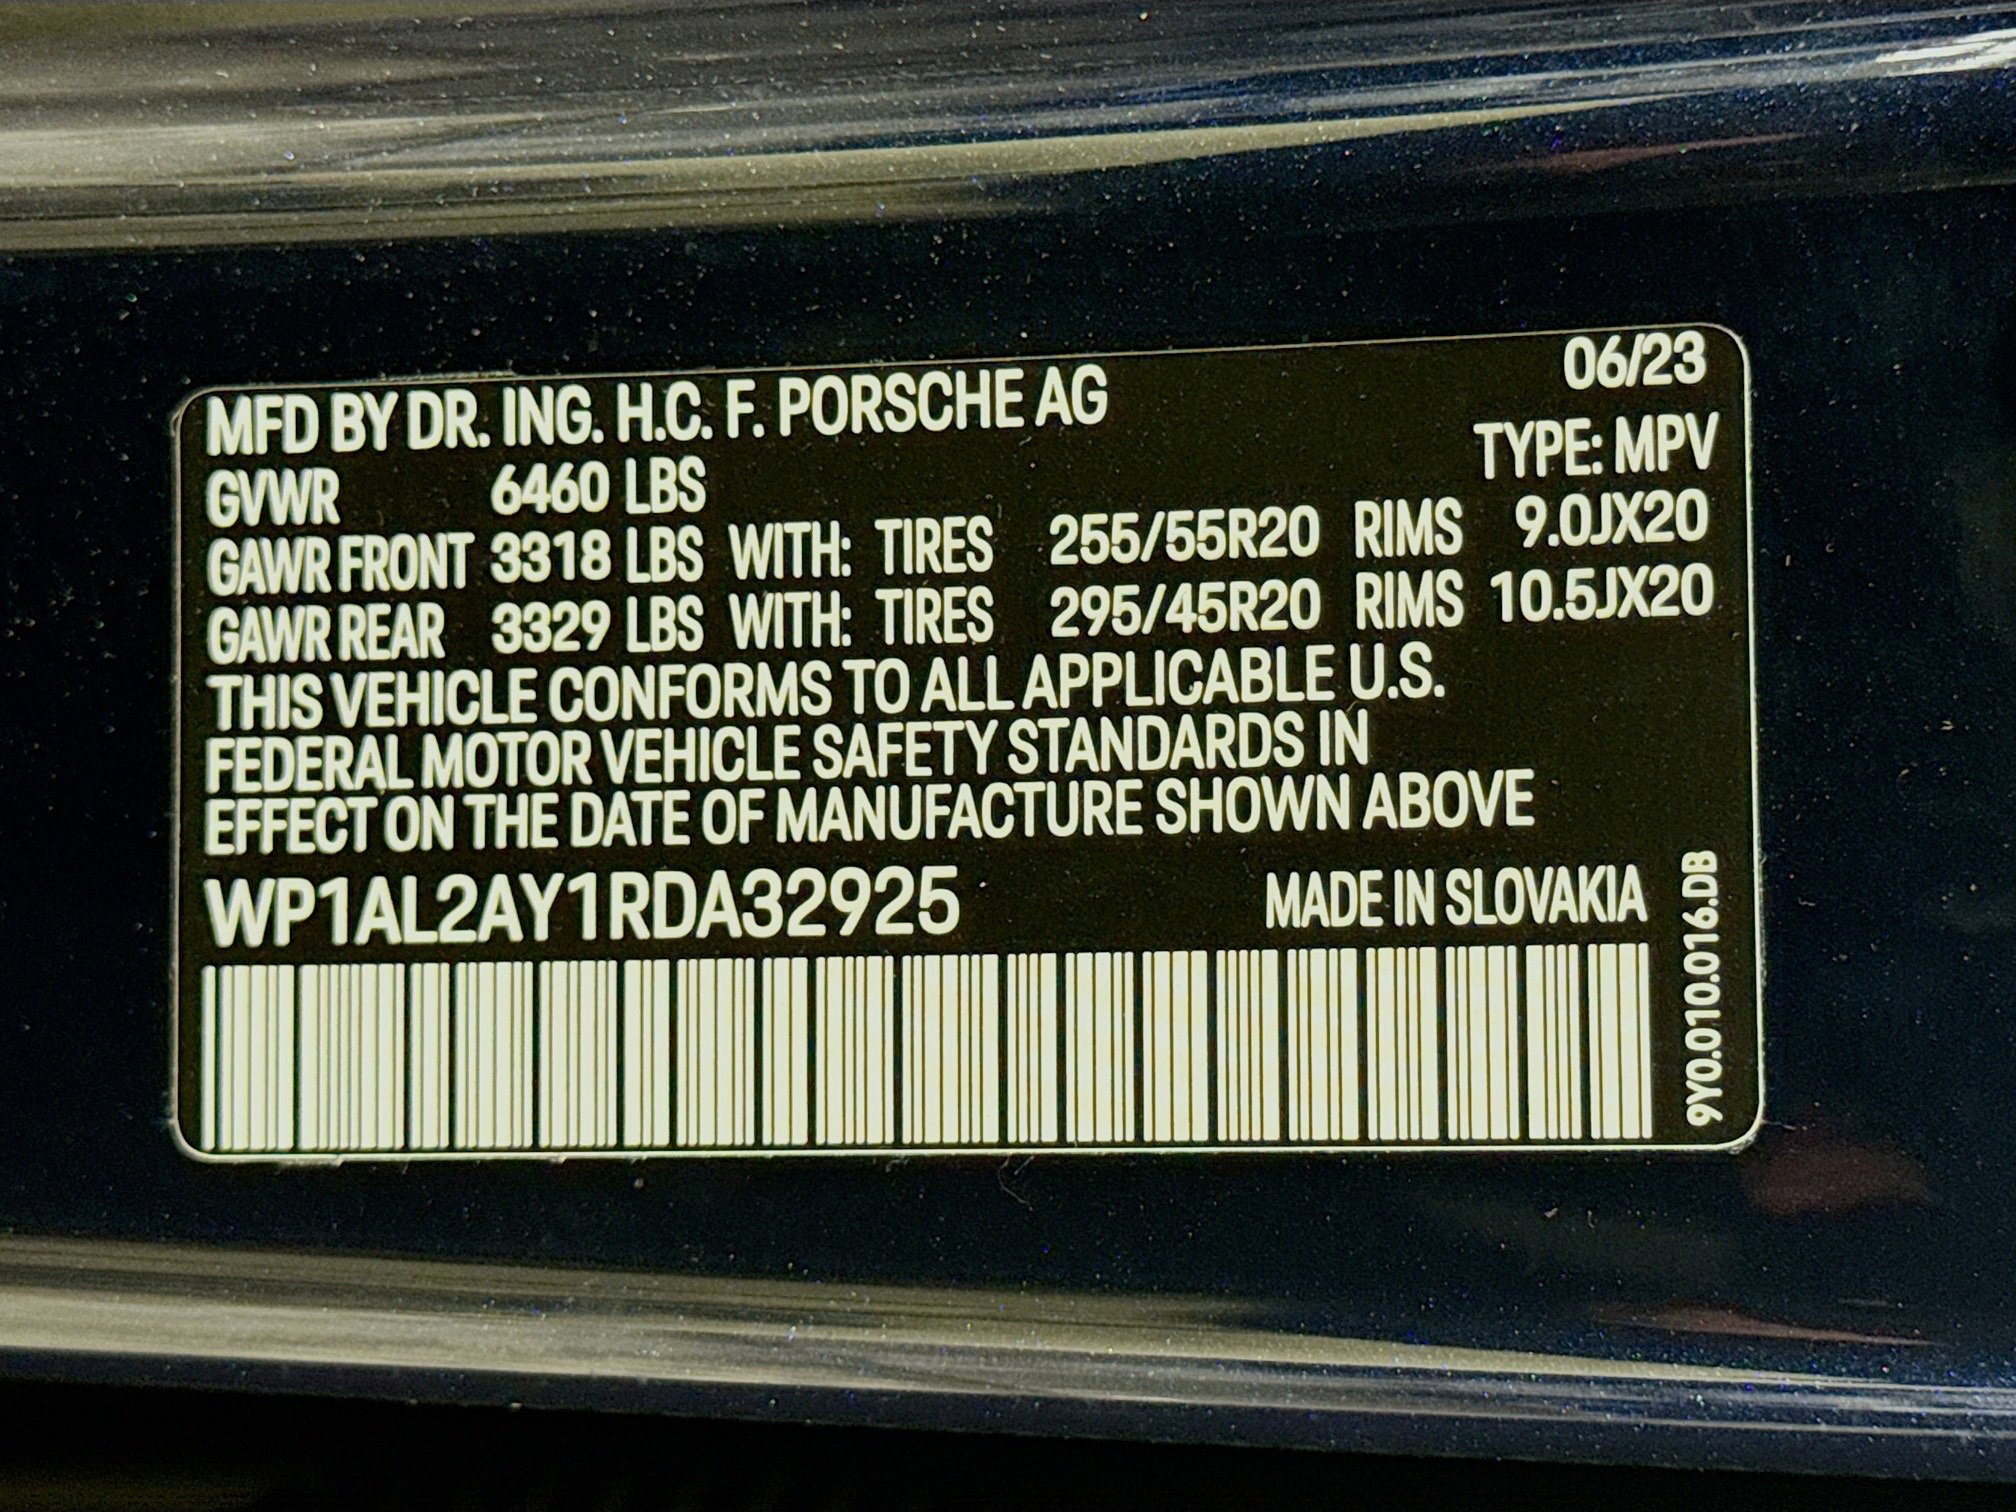 06/23
MFD BY DR. ING. H.C. F. PORSCHE AG
TYPE: MPV
GVWR 6460 LBS
GAWR FRONT 3318 LBS WITH: TIRES 255/55R20 RIMS 9.0JX20
GAWR REAR 3329 LBS WITH: TIRES 295/45R20 RIMS 10.5JX20
THIS VEHICLE CONFORMS TO ALL APPLICABLE U.S.
FEDERAL MOTOR VEHICLE SAFETY STANDARDS IN
EFFECT ON THE DATE OF MANUFACTURE SHOWN ABOVE
WP1AL2AY1RDA32925 MADE IN SLOVAKIA
9Y0.010.016.DB